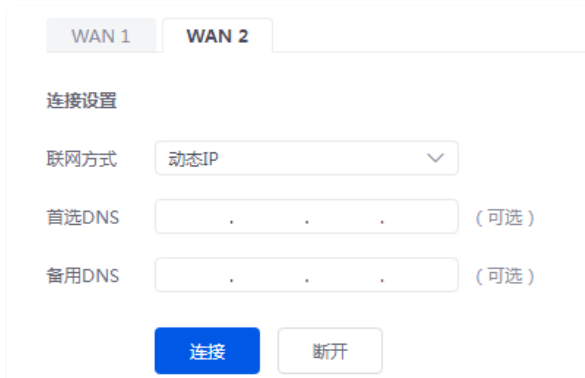 WAN 1 WAN 2
连接设置
联网方式 动态IP
首选DNS . . . (可选)
备用DNS . . . (可选)
连接 断开